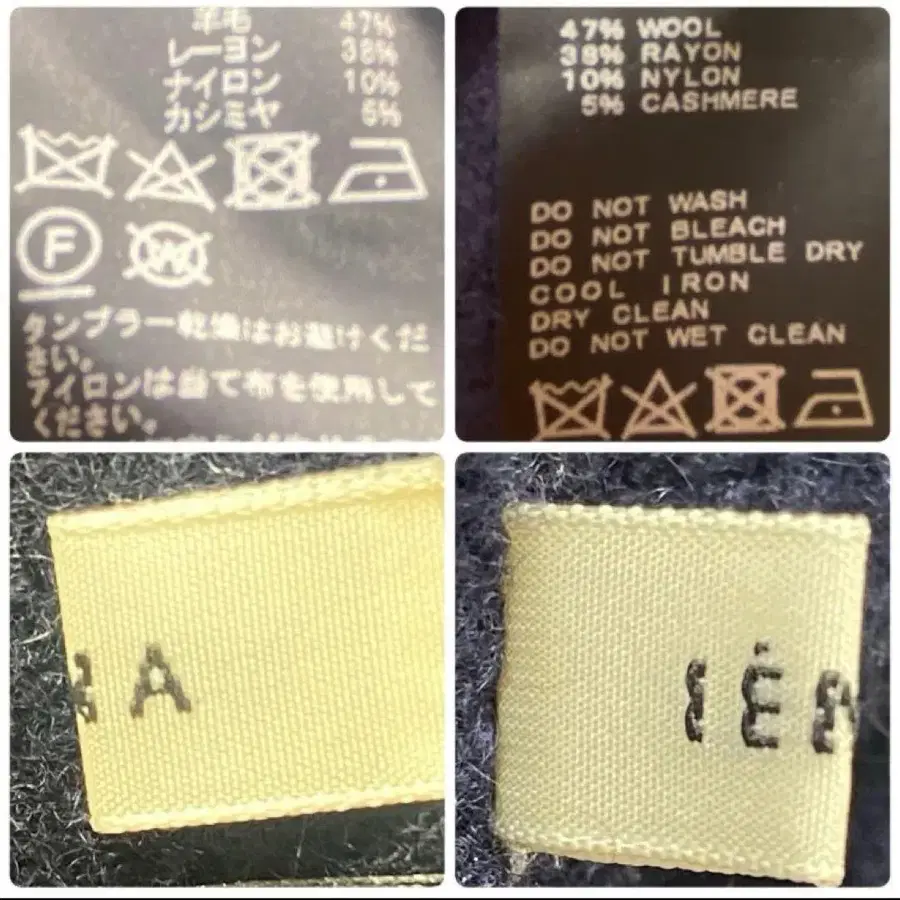 羊毛 47%
レーヨン 38%
ナイロン 10%
カシミヤ 5%
F
W
タンブラー乾燥はお避けくだ
さい。
アイロンは当て布を使用して
ください。
47% WOOL
38% RAYON
10% NYLON
5% CASHMERE
DO NOT WASH
DO NOT BLEACH
DO NOT TUMBLE DRY
COOL IRON
DRY CLEAN
DO NOT WET CLEAN
A
IÉ